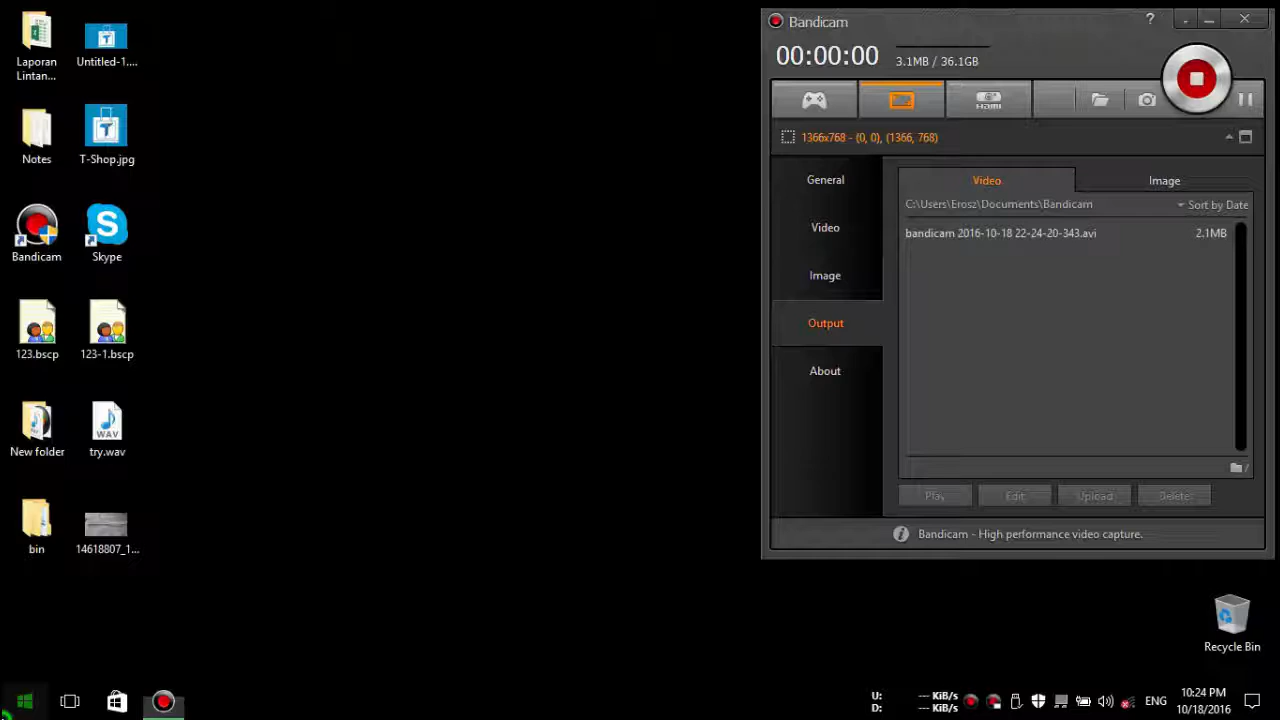 Laporan
Lintan...
Untitled-1....
Notes
T-Shop.jpg
Bandicam
Skype
123.bscp
123-1.bscp
New folder
try.wav
WAV
bin
14618807_1...
Bandicam
?
00:00:00
3.1MB / 36.1GB
HDMI
1366x768 - (0, 0), (1366, 768)
General
Video
Image
Output
About
Video
Image
C:\Users\Erosz\Documents\Bandicam
Sort by Date
bandicam 2016-10-18 22-24-20-343.avi
2.1MB
/
Play
Edit
Upload
Delete
Bandicam - High performance video capture.
Recycle Bin
U: --- KiB/s
D: --- KiB/s
ENG
10:24 PM
10/18/2016